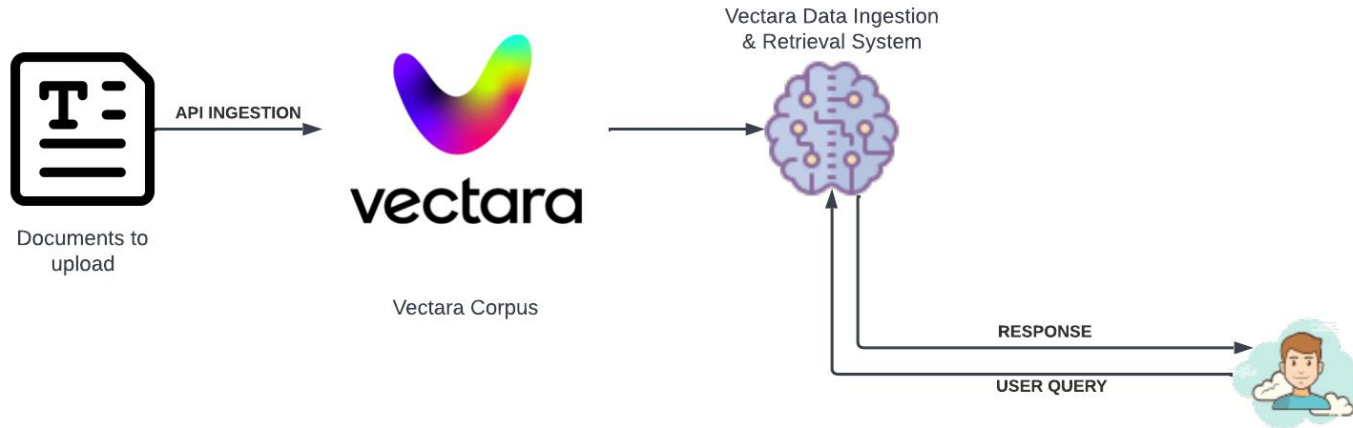 Vectara Data Ingestion
& Retrieval System
T
API INGESTION
vectara
Documents to
upload
Vectara Corpus
RESPONSE
USER QUERY